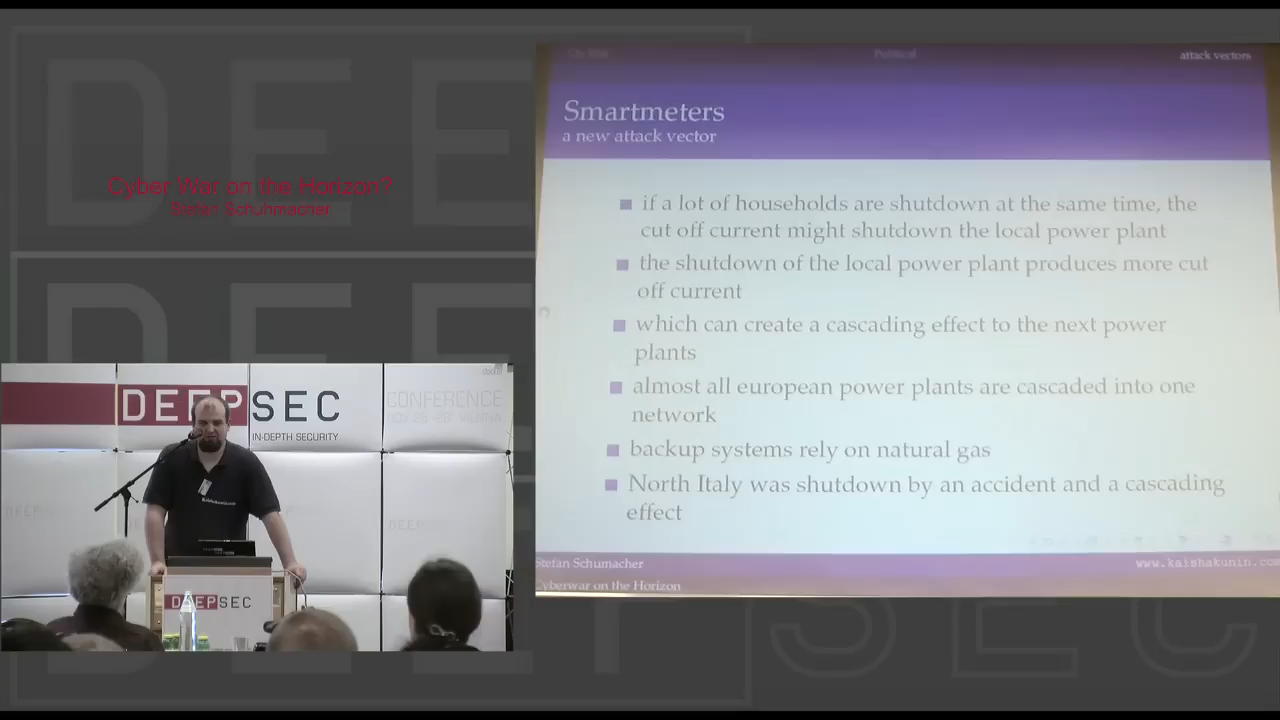 Political
attack vectors
Smartmeters
a new attack vector
if a lot of households are shutdown at the same time, the
cut off current might shutdown the local power plant
the shutdown of the local power plant produces more cut
off current
which can create a cascading effect to the next power
plants
almost all european power plants are cascaded into one
network
backup systems rely on natural gas
North Italy was shutdown by an accident and a cascading
effect
Stefan Schumacher
www.kaishakunin.com
Cyberwar on the Horizon
Cyber War on the Horizon?
Stefan Schuhmacher
DEEPSEC
IN-DEPTH SECURITY
CONFERENCE
DEEPSEC
DEEP
SEC